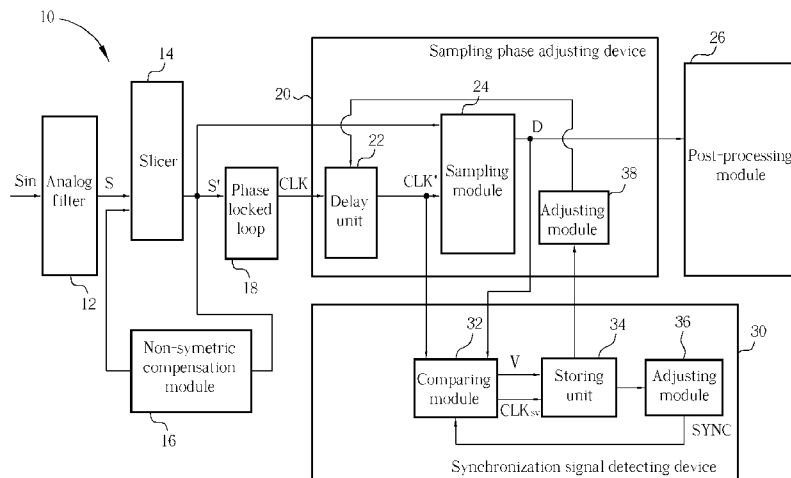 10
14
Sampling phase adjusting device
26
20
24
22
D
Slicer
Sin
Analog
filter
S
S'
Phase
locked
loop
CLK
Delay
unit
CLK'
Sampling
module
Adjusting
module
38
Post-processing
module
12
18
16
Non-symetric
compensation
module
32
34
36
30
Comparing
module
V
CLKsv
Storing
unit
Adjusting
module
SYNC
Synchronization signal detecting device